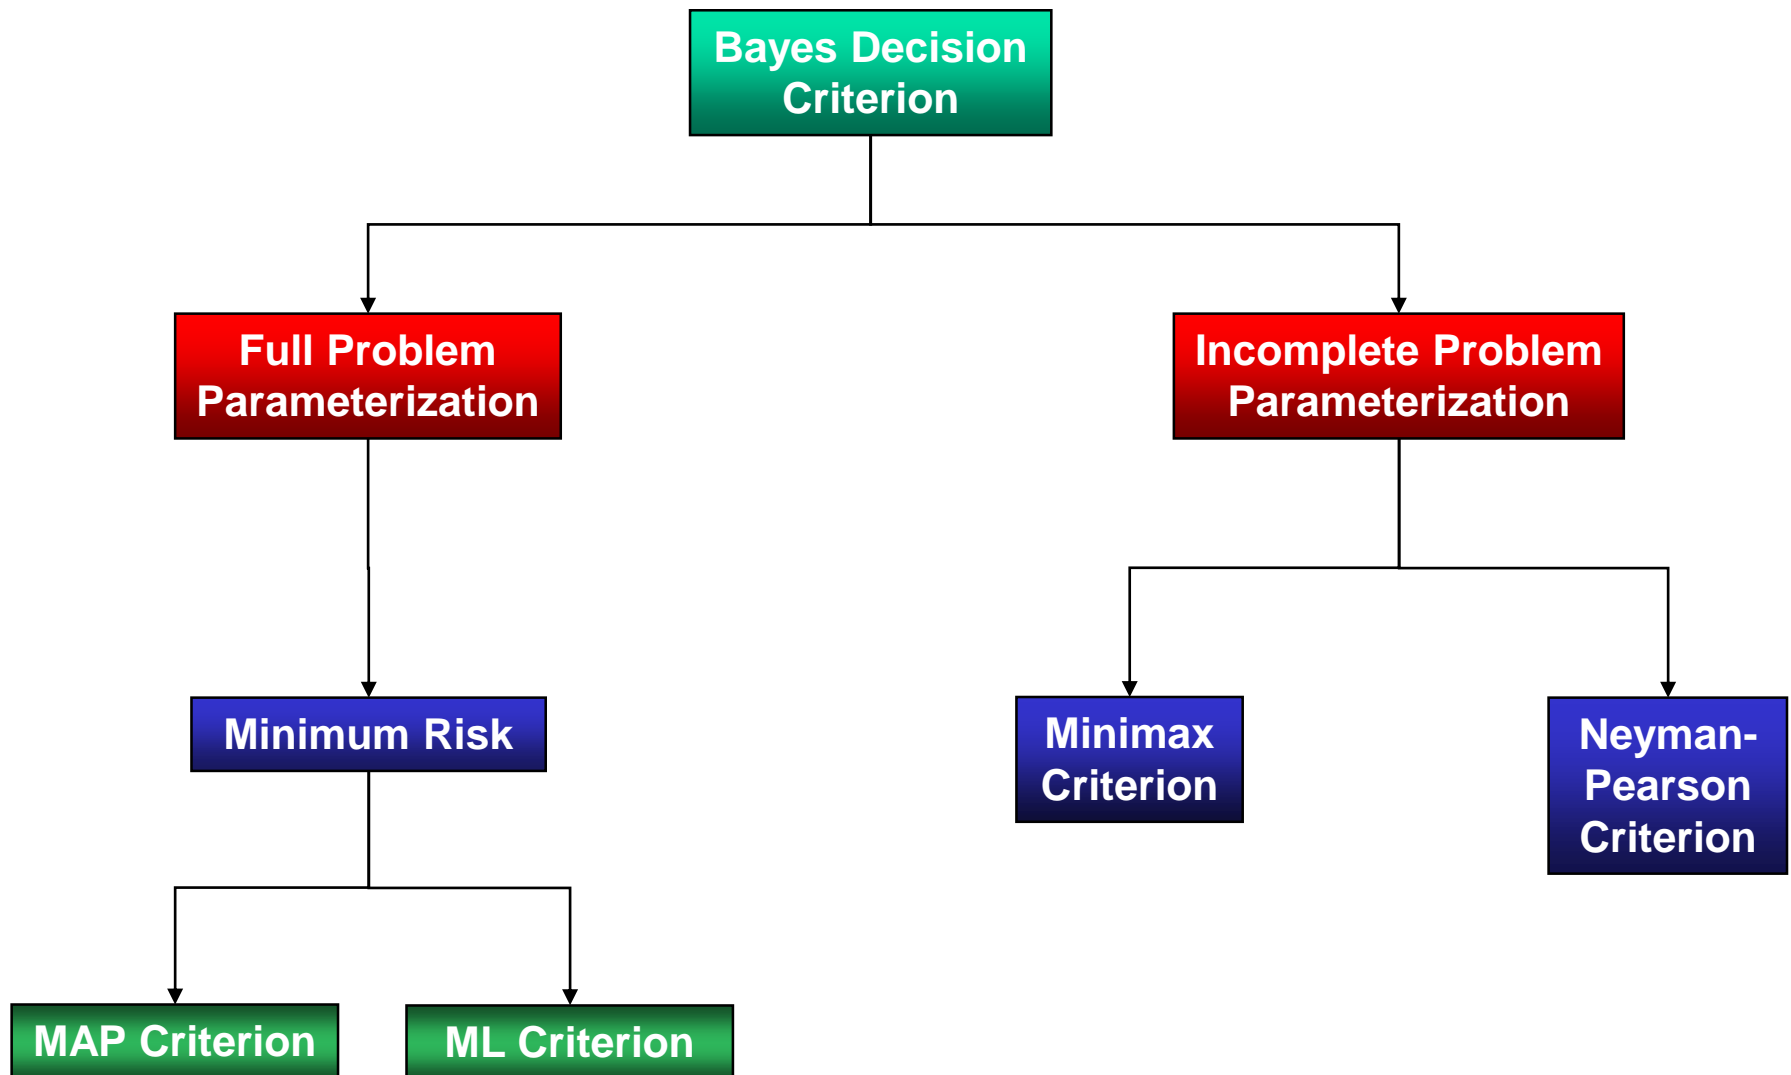 Bayes Decision
Criterion
Full Problem
Parameterization
Incomplete Problem
Parameterization
Minimum Risk
Minimax
Criterion
Neyman-
Pearson
Criterion
MAP Criterion
ML Criterion